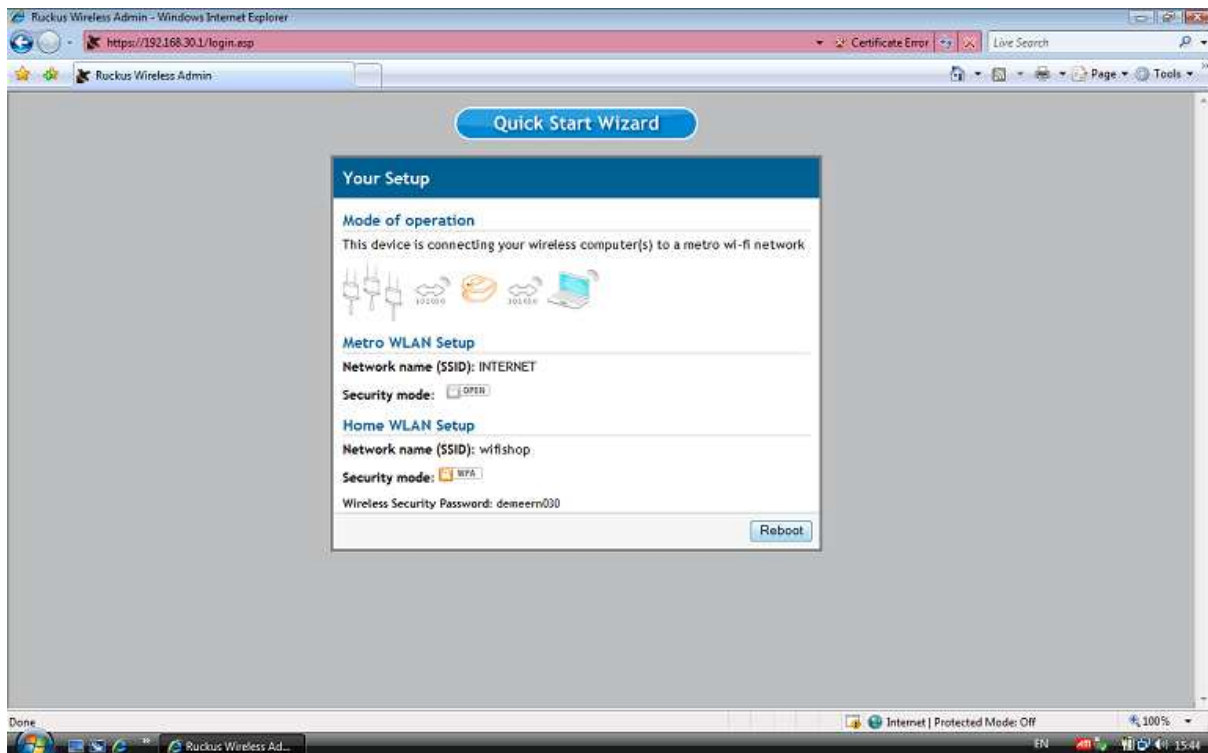 Ruckus Wireless Admin - Windows Internet Explorer
https://192.168.30.1/login.asp
Certificate Error
Live Search
Ruckus Wireless Admin
Page
Tools
Quick Start Wizard
Your Setup
Mode of operation
This device is connecting your wireless computer(s) to a metro wi-fi network
101010
101010
Metro WLAN Setup
Network name (SSID): INTERNET
Security mode: OPEN
Home WLAN Setup
Network name (SSID): wifishop
Security mode: WPA
Wireless Security Password: demeern030
Reboot
Done
Internet | Protected Mode: Off
100%
Ruckus Wireless Ad...
EN
ATI
15:44